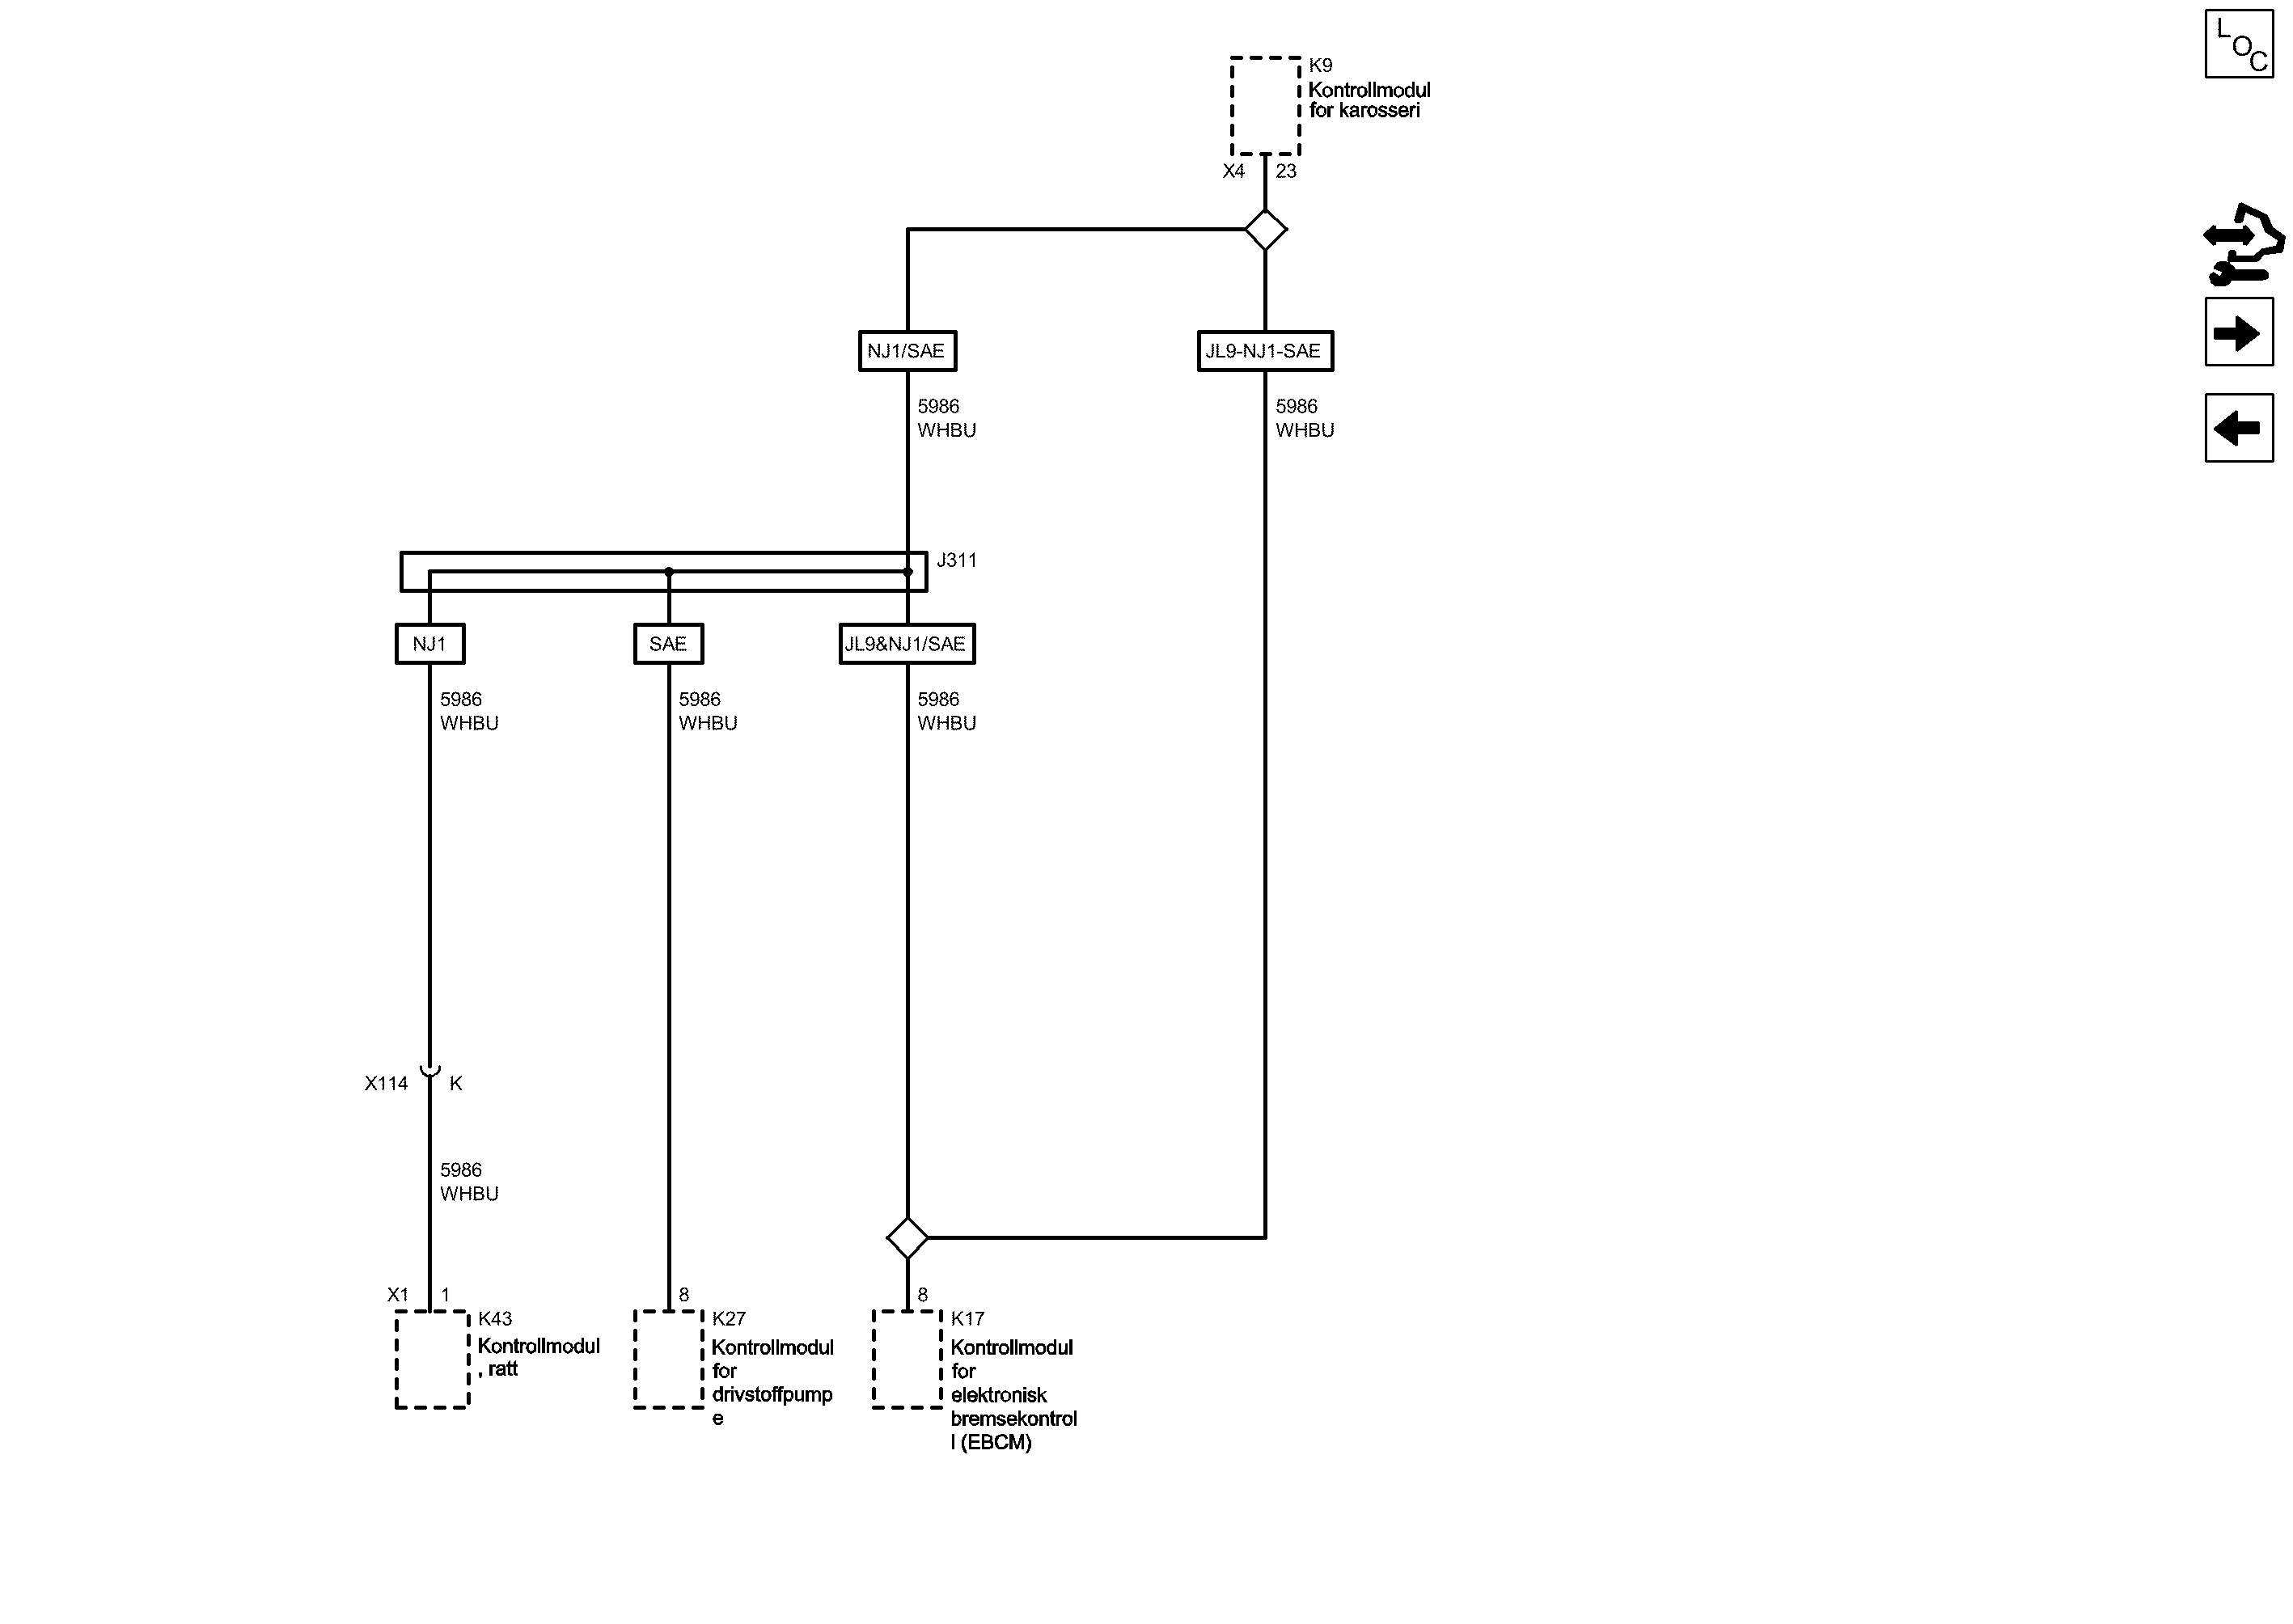 LOC
K9
Kontrollmodul
for karosseri
X4 23
NJ1/SAE
JL9-NJ1-SAE
5986
WHBU
5986
WHBU
J311
NJ1
SAE
JL9&NJ1/SAE
5986
WHBU
5986
WHBU
5986
WHBU
X114 K
5986
WHBU
X1 1
8
8
K43
Kontrollmodul
, ratt
K27
Kontrollmodul
for
drivstoffpump
e
K17
Kontrollmodul
for
elektronisk
bremsekontrol
l (EBCM)